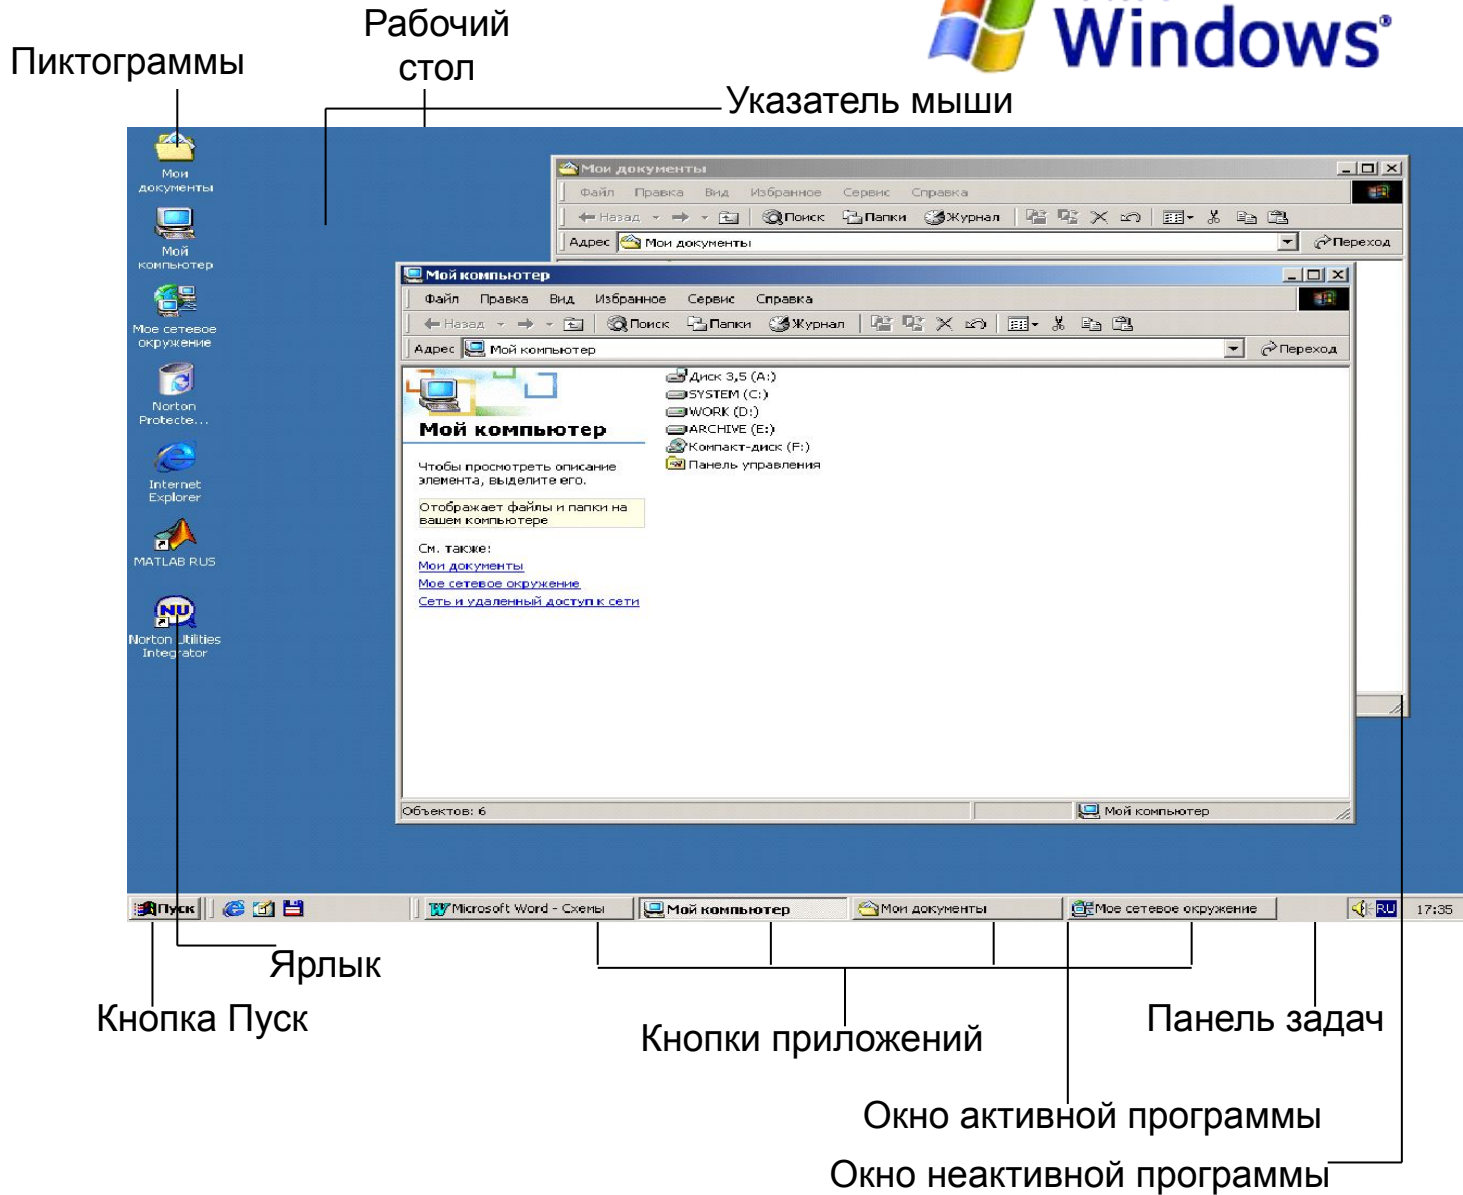 Рабочий
стол
Windows®
Пиктограммы
Указатель мыши
Мои
документы
Мой
компьютер
Мое сетевое
окружение
Norton
Protecte...
Internet
Explorer
MATLAB RUS
NU
Norton Utilities
Integrator
Мои документы
Файл Правка Вид Избранное Сервис Справка
Назад Поиск Папки Журнал
Адрес Мои документы Переход
Мой компьютер
Файл Правка Вид Избранное Сервис Справка
Назад Поиск Папки Журнал
Адрес Мой компьютер Переход
Мой компьютер
Чтобы просмотреть описание
элемента, выделите его.
Отображает файлы и папки на
вашем компьютере
См. также:
Мои документы
Мое сетевое окружение
Сеть и удаленный доступ к сети
Диск 3,5 (A:)
SYSTEM (C:)
WORK (D:)
ARCHIVE (E:)
Компакт-диск (F:)
Панель управления
Объектов: 6 Мой компьютер
Пуск Microsoft Word - Схемы Мой компьютер Мои документы Мое сетевое окружение RU 17:35
Ярлык
Кнопка Пуск
Кнопки приложений
Панель задач
Окно активной программы
Окно неактивной программы